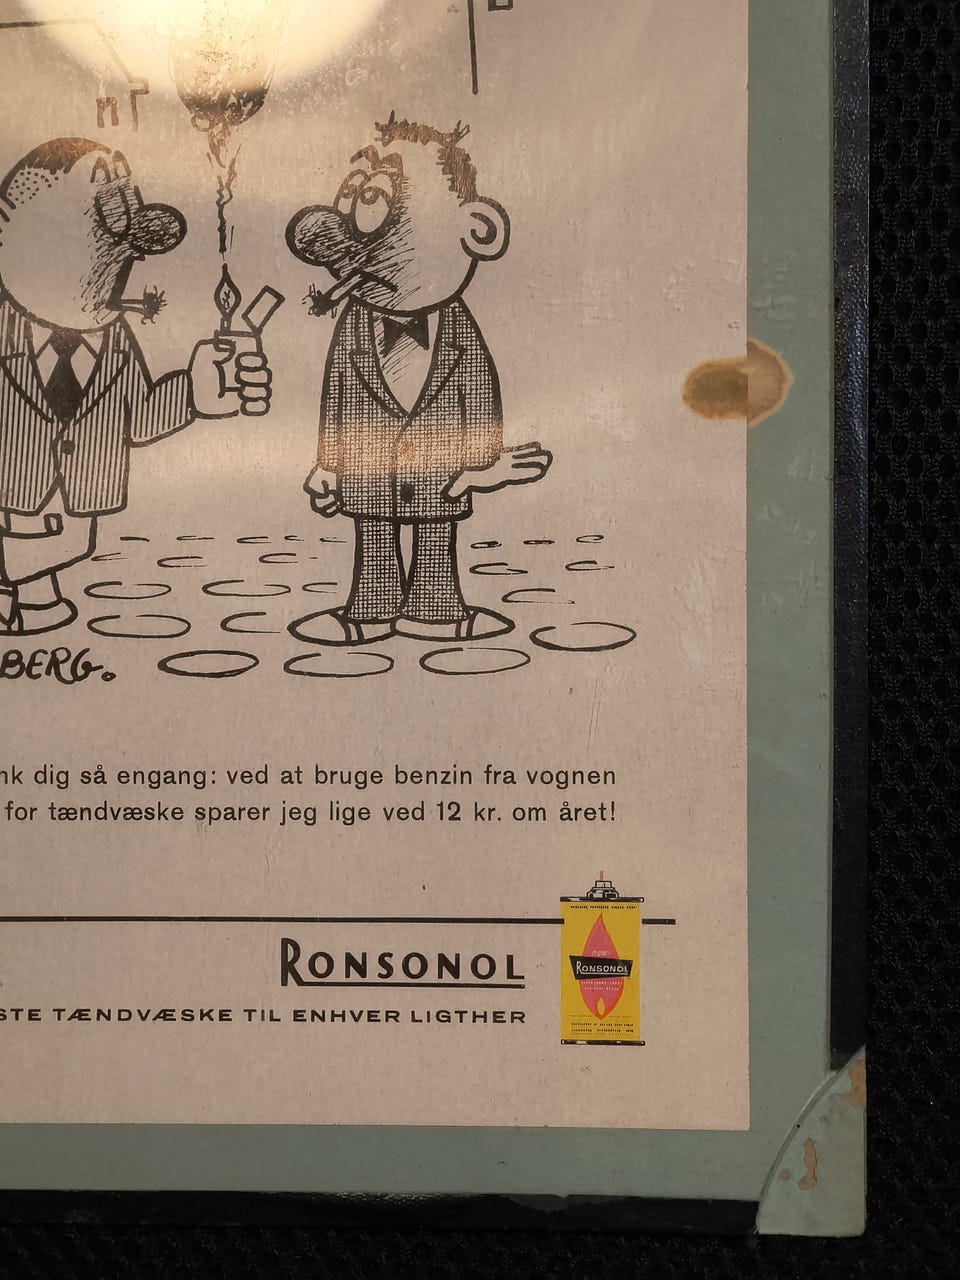 BERG.
nk dig så engang: ved at bruge benzin fra vognen
for tændvæske sparer jeg lige ved 12 kr. om året!
RONSONOL
STE TÆNDVÆSKE TIL ENHVER LIGTHER
new
RONSONOL